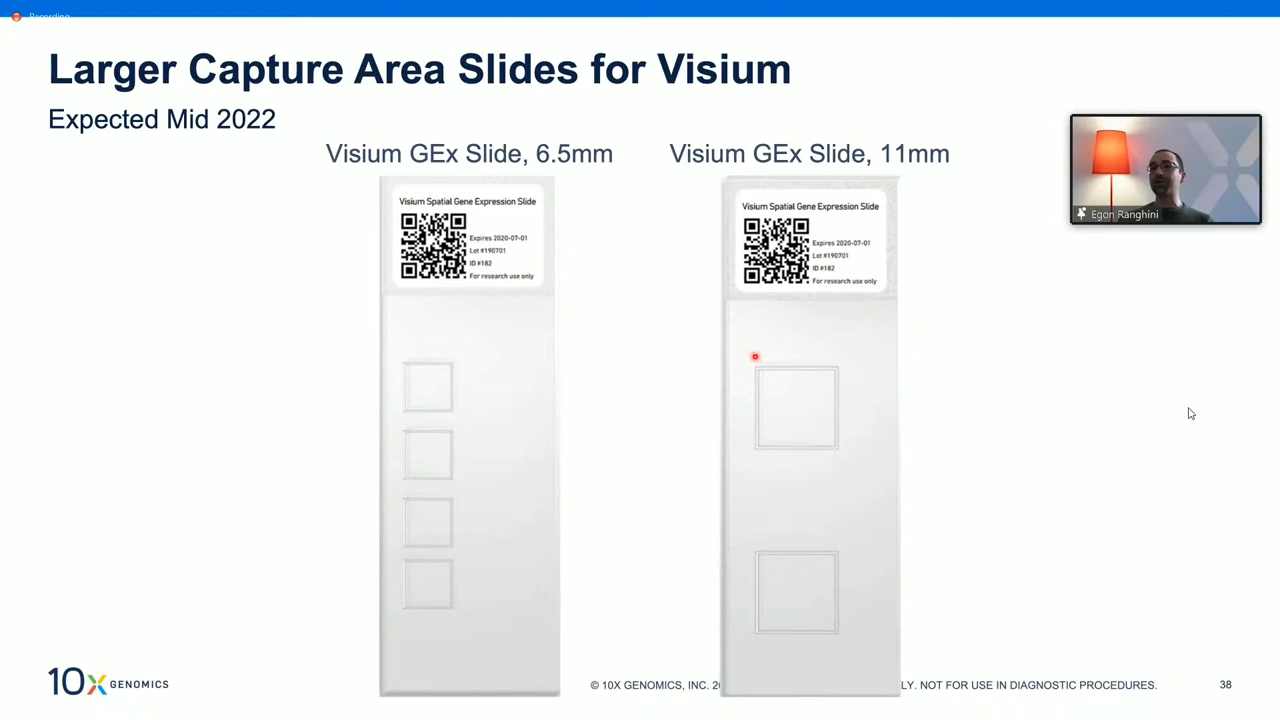 Recording
Larger Capture Area Slides for Visium
Expected Mid 2022
Visium GEx Slide, 6.5mm
Visium GEx Slide, 11mm
Visium Spatial Gene Expression Slide
Expires 2020-07-01
Lot #190701
ID #182
For research use only
Visium Spatial Gene Expression Slide
Expires 2020-07-01
Lot #190701
ID #182
For research use only
Egon Ranghini
10X GENOMICS
© 10X GENOMICS, INC. LY. NOT FOR USE IN DIAGNOSTIC PROCEDURES.
38